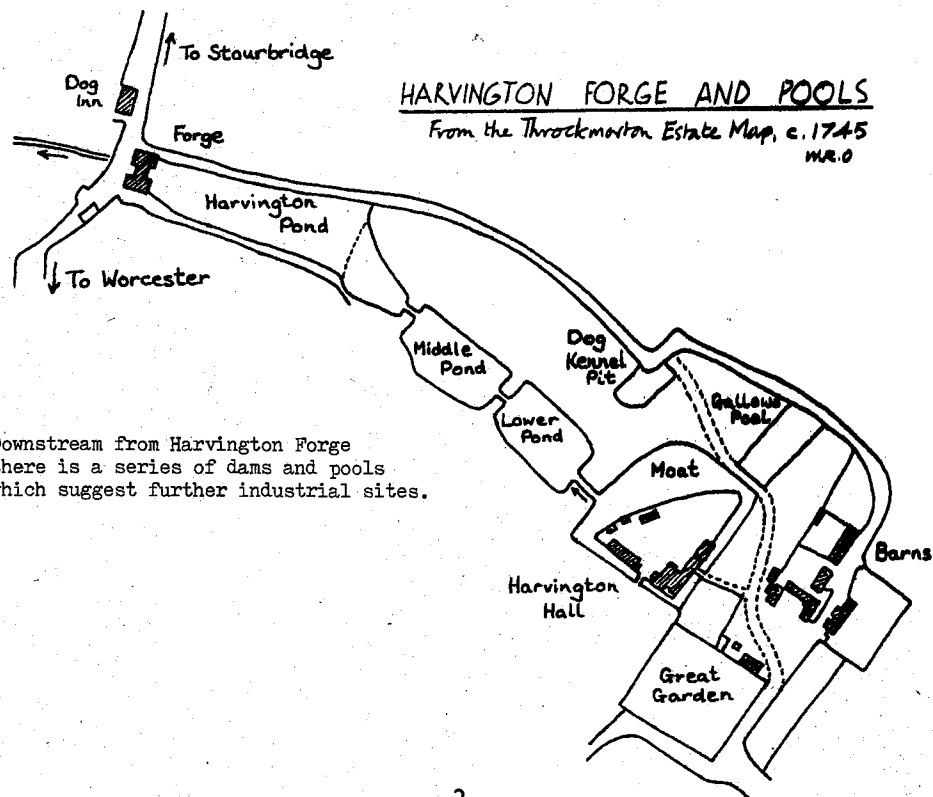 To Stourbridge
Dog
Inn
HARVINGTON FORGE AND POOLS
From the Throckmorton Estate Map, c.1745
M.R.O
Forge
Harvington
Pond
To Worcester
Middle
Pond
Dog
Kennel
Pit
Gallows
Pool
Lower
Pond
ownstream from Harvington Forge
here is a series of dams and pools
hich suggest further industrial sites.
Moat
Barns
Harvington
Hall
Great
Garden
2